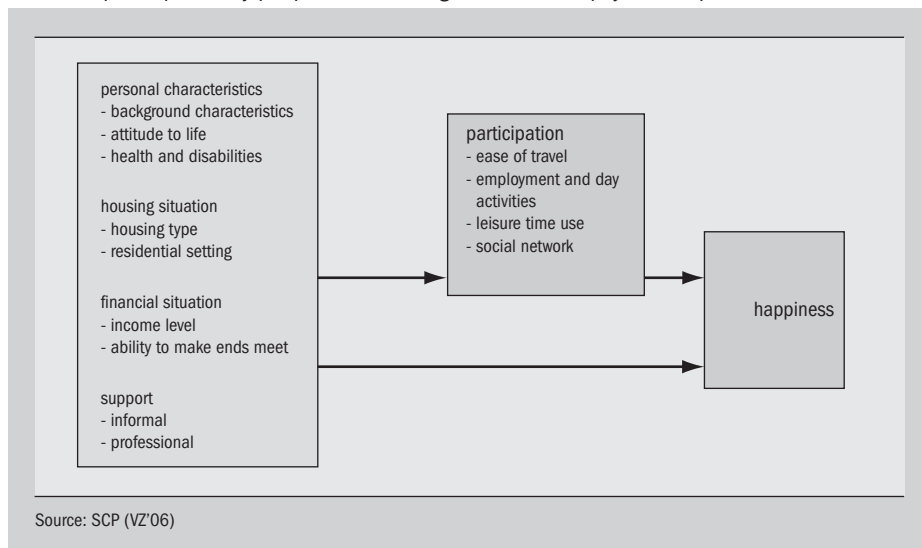 personal characteristics
- background characteristics
- attitude to life
- health and disabilities
housing situation
- housing type
- residential setting
financial situation
- income level
- ability to make ends meet
support
- informal
- professional
participation
- ease of travel
- employment and day
activities
- leisure time use
- social network
happiness
Source: SCP (VZ'06)